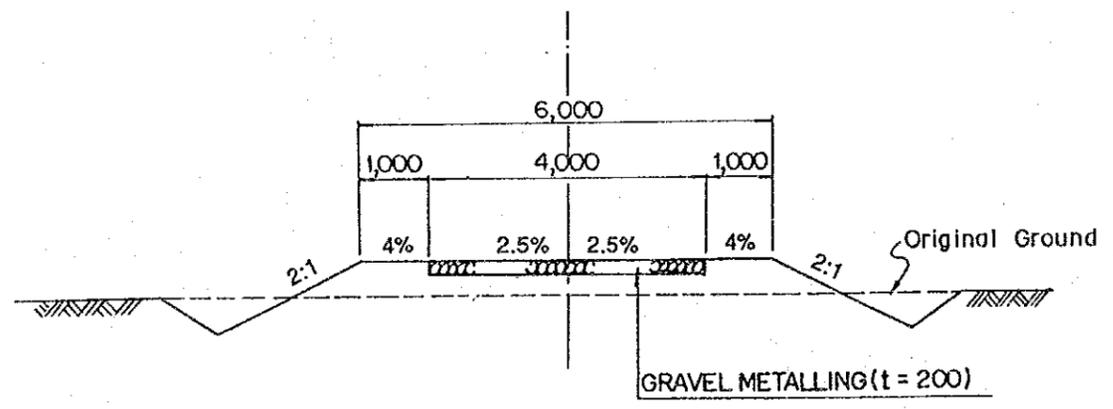 6,000
1,000 4,000 1,000
4% 2.5% 2.5% 4%
Original Ground
2:1 2:1
GRAVEL METALLING (t = 200)